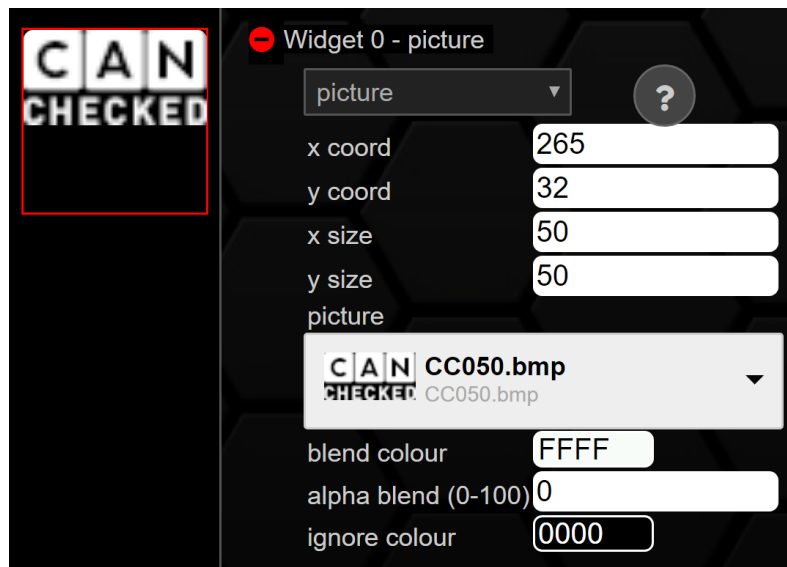 C A N
CHECKED
Widget 0 - picture
picture
?
x coord 265
y coord 32
x size 50
y size 50
picture
C A N
CHECKED
CC050.bmp
CC050.bmp
blend colour FFFF
alpha blend (0-100) 0
ignore colour 0000